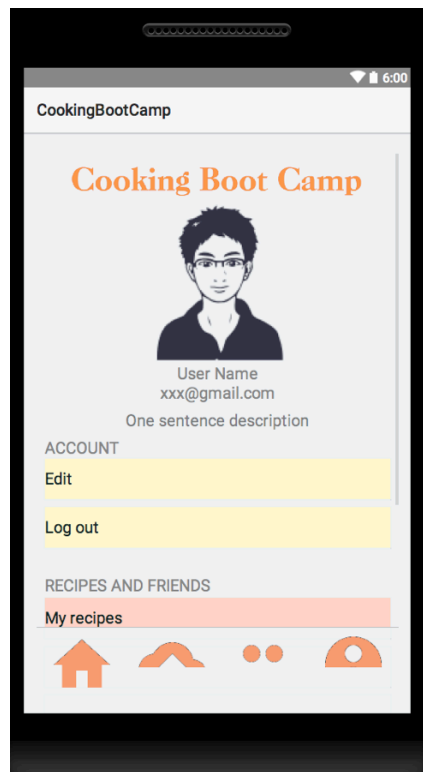 6:00
CookingBootCamp
Cooking Boot Camp
User Name
xxx@gmail.com
One sentence description
ACCOUNT
Edit
Log out
RECIPES AND FRIENDS
My recipes